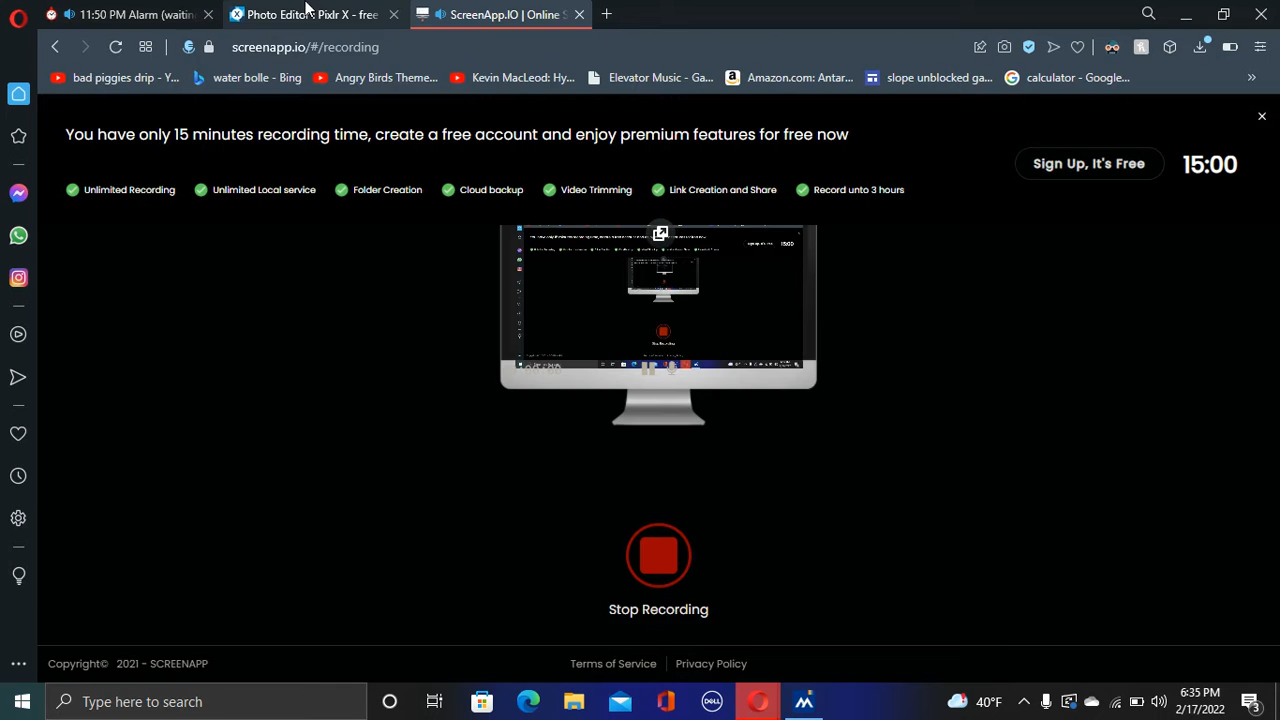 11:50 PM Alarm (waitin
Photo Editor : Pixlr X - free
ScreenApp.IO | Online S
screenapp.io/#/recording
bad piggies drip - Y...
water bolle - Bing
Angry Birds Theme...
Kevin MacLeod: Hy...
Elevator Music - Ga...
Amazon.com: Antar...
slope unblocked ga...
calculator - Google...
You have only 15 minutes recording time, create a free account and enjoy premium features for free now
Sign Up, It's Free
15:00
Unlimited Recording
Unlimited Local service
Folder Creation
Cloud backup
Video Trimming
Link Creation and Share
Record unto 3 hours
Stop Recording
Copyright© 2021 - SCREENAPP
Terms of Service
Privacy Policy
Type here to search
DELL
40°F
6:35 PM
2/17/2022
3